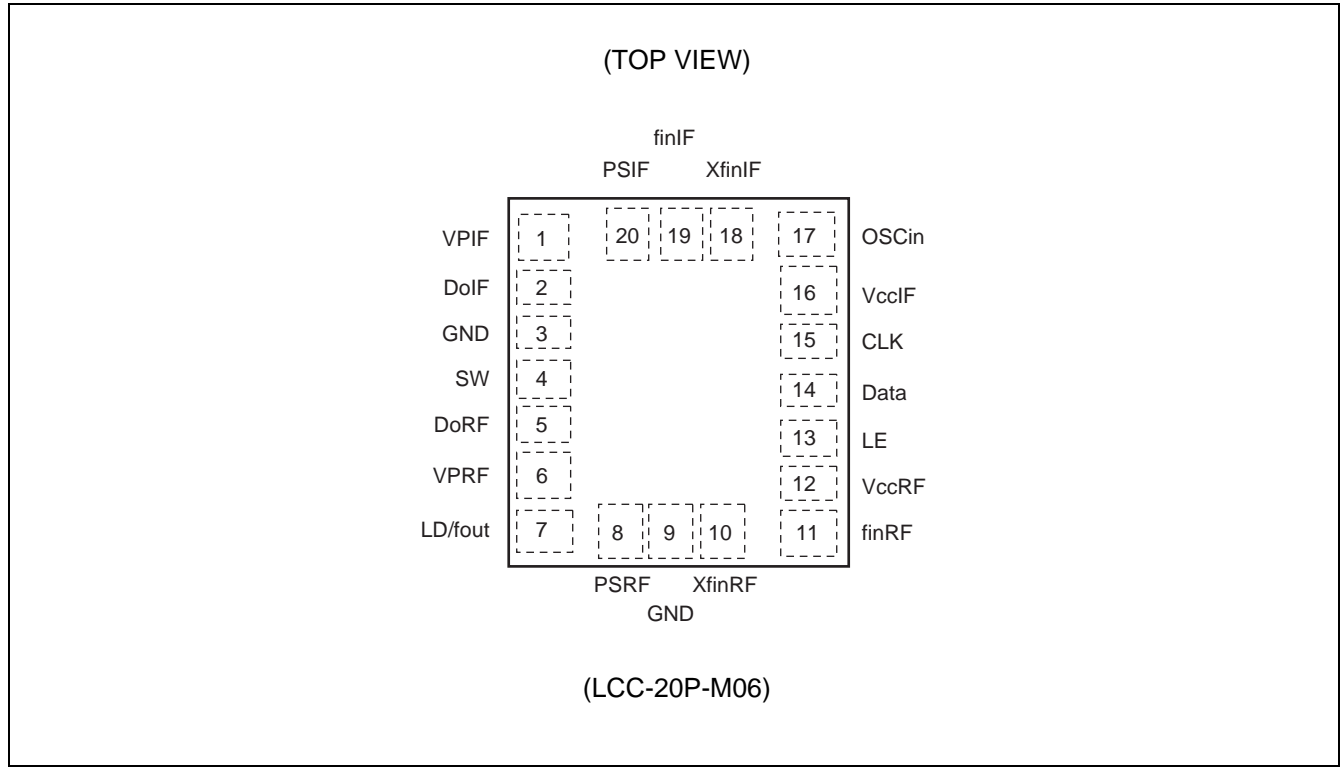 (TOP VIEW)
finIF
PSIF XfinIF
VPIF 1 20 19 18 17 OSCin
DoIF 2 16 VccIF
GND 3 15 CLK
SW 4 14 Data
DoRF 5 13 LE
VPRF 6 12 VccRF
LD/fout 7 8 9 10 11 finRF
PSRF XfinRF
GND
(LCC-20P-M06)